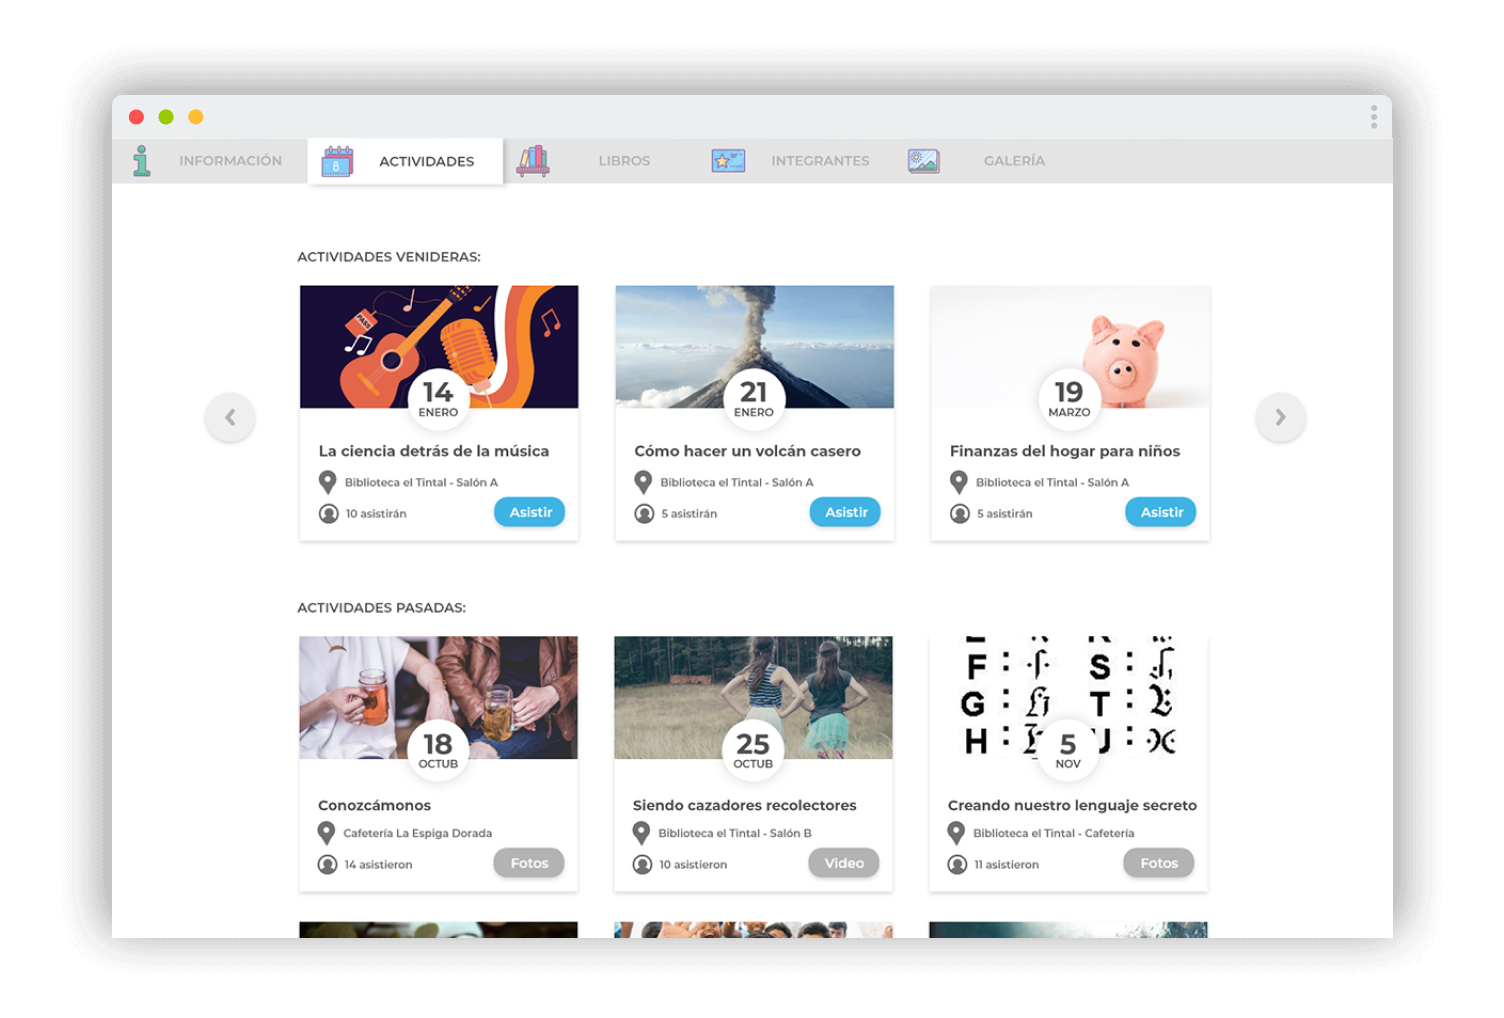 INFORMACIÓN
8
ACTIVIDADES
LIBROS
INTEGRANTES
GALERÍA
ACTIVIDADES VENIDERAS:
PASS
14
ENERO
La ciencia detrás de la música
Biblioteca el Tintal - Salón A
10 asistirán
Asistir
21
ENERO
Cómo hacer un volcán casero
Biblioteca el Tintal - Salón A
5 asistirán
Asistir
19
MARZO
Finanzas del hogar para niños
Biblioteca el Tintal - Salón A
5 asistirán
Asistir
ACTIVIDADES PASADAS:
18
OCTUB
Conozcámonos
Cafetería La Espiga Dorada
14 asistieron
Fotos
25
OCTUB
Siendo cazadores recolectores
Biblioteca el Tintal - Salón B
10 asistieron
Video
F : S :
G : T :
H : U :
5
NOV
Creando nuestro lenguaje secreto
Biblioteca el Tintal - Cafetería
11 asistieron
Fotos